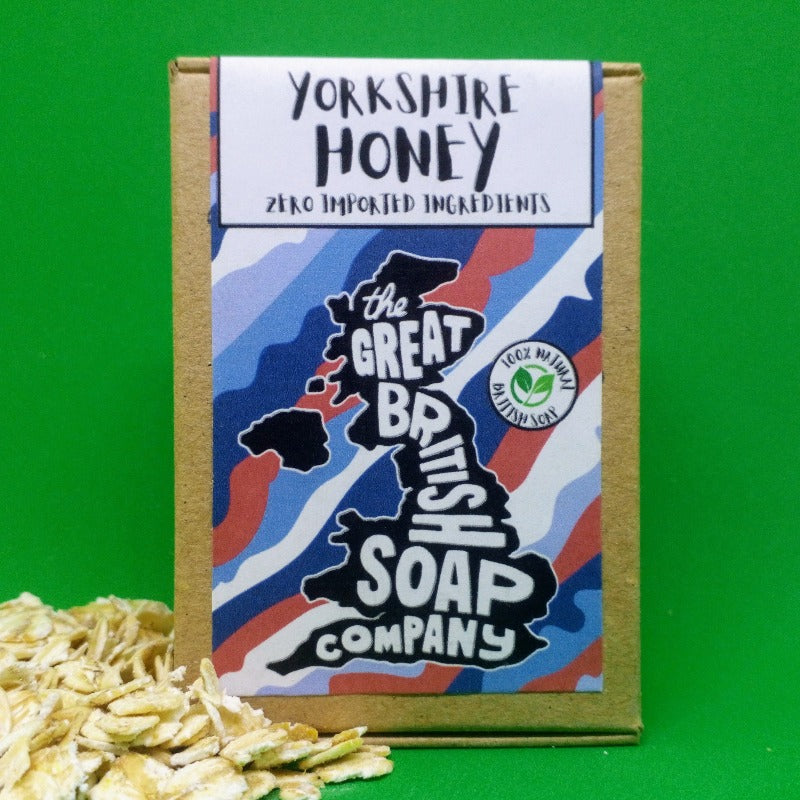 YORKSHIRE
HONEY
ZERO IMPORTED INGREDIENTS
the
GREAT
BRITISH
SOAP
COMPANY
100% NATURAL
BRITISH SOAP